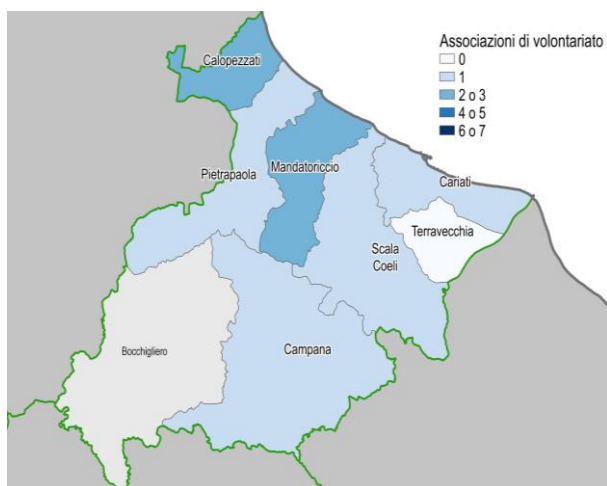 Associazioni di volontariato
0
1
2 o 3
4 o 5
6 o 7
Calopezzati
Pietrapaola
Mandatoriccio
Cariati
Terravecchia
Scala
Coeli
Bocchigliero
Campana